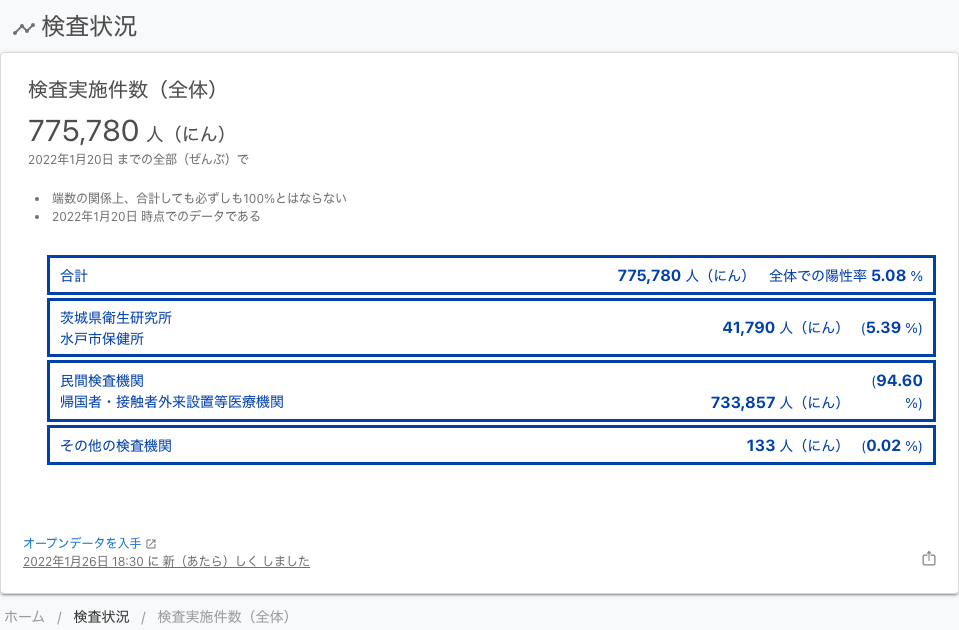 検査状況
検査実施件数（全体）
775,780 人（にん）
2022年1月20日 までの全部（ぜんぶ）で
• 端数の関係上、合計しても必ずしも100%とはならない
• 2022年1月20日 時点でのデータである
合計 775,780 人（にん） 全体での陽性率 5.08 %
茨城県衛生研究所
水戸市保健所
41,790 人（にん） (5.39 %)
民間検査機関
帰国者・接触者外来設置等医療機関
733,857 人（にん） (94.60
%)
その他の検査機関 133 人（にん） (0.02 %)
オープンデータを入手
2022年1月26日 18:30 に 新（あたら）しく しました
ホーム / 検査状況 / 検査実施件数（全体）